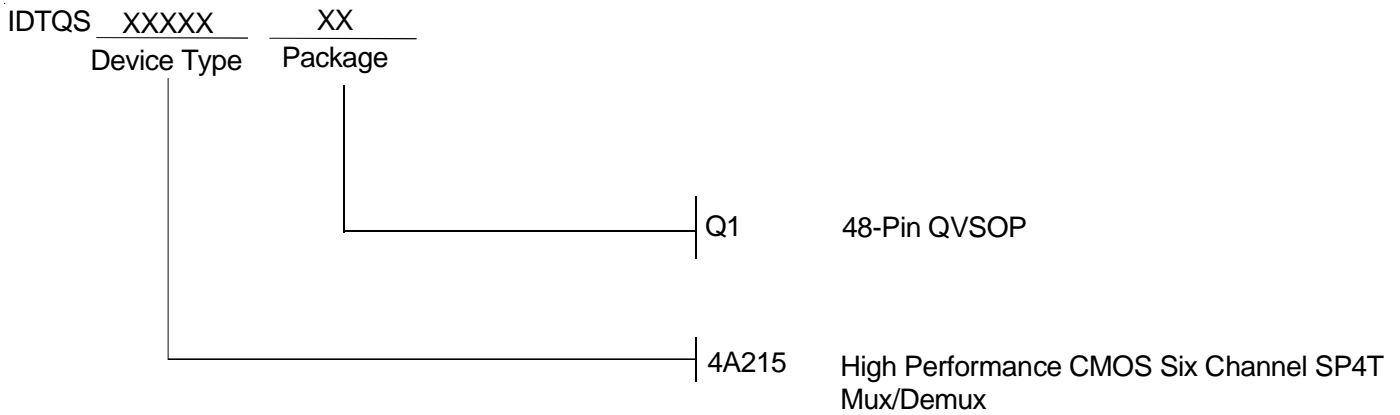 IDTQS XXXXX XX
Device Type Package
Q1 48-Pin QVSOP
4A215 High Performance CMOS Six Channel SP4T
Mux/Demux